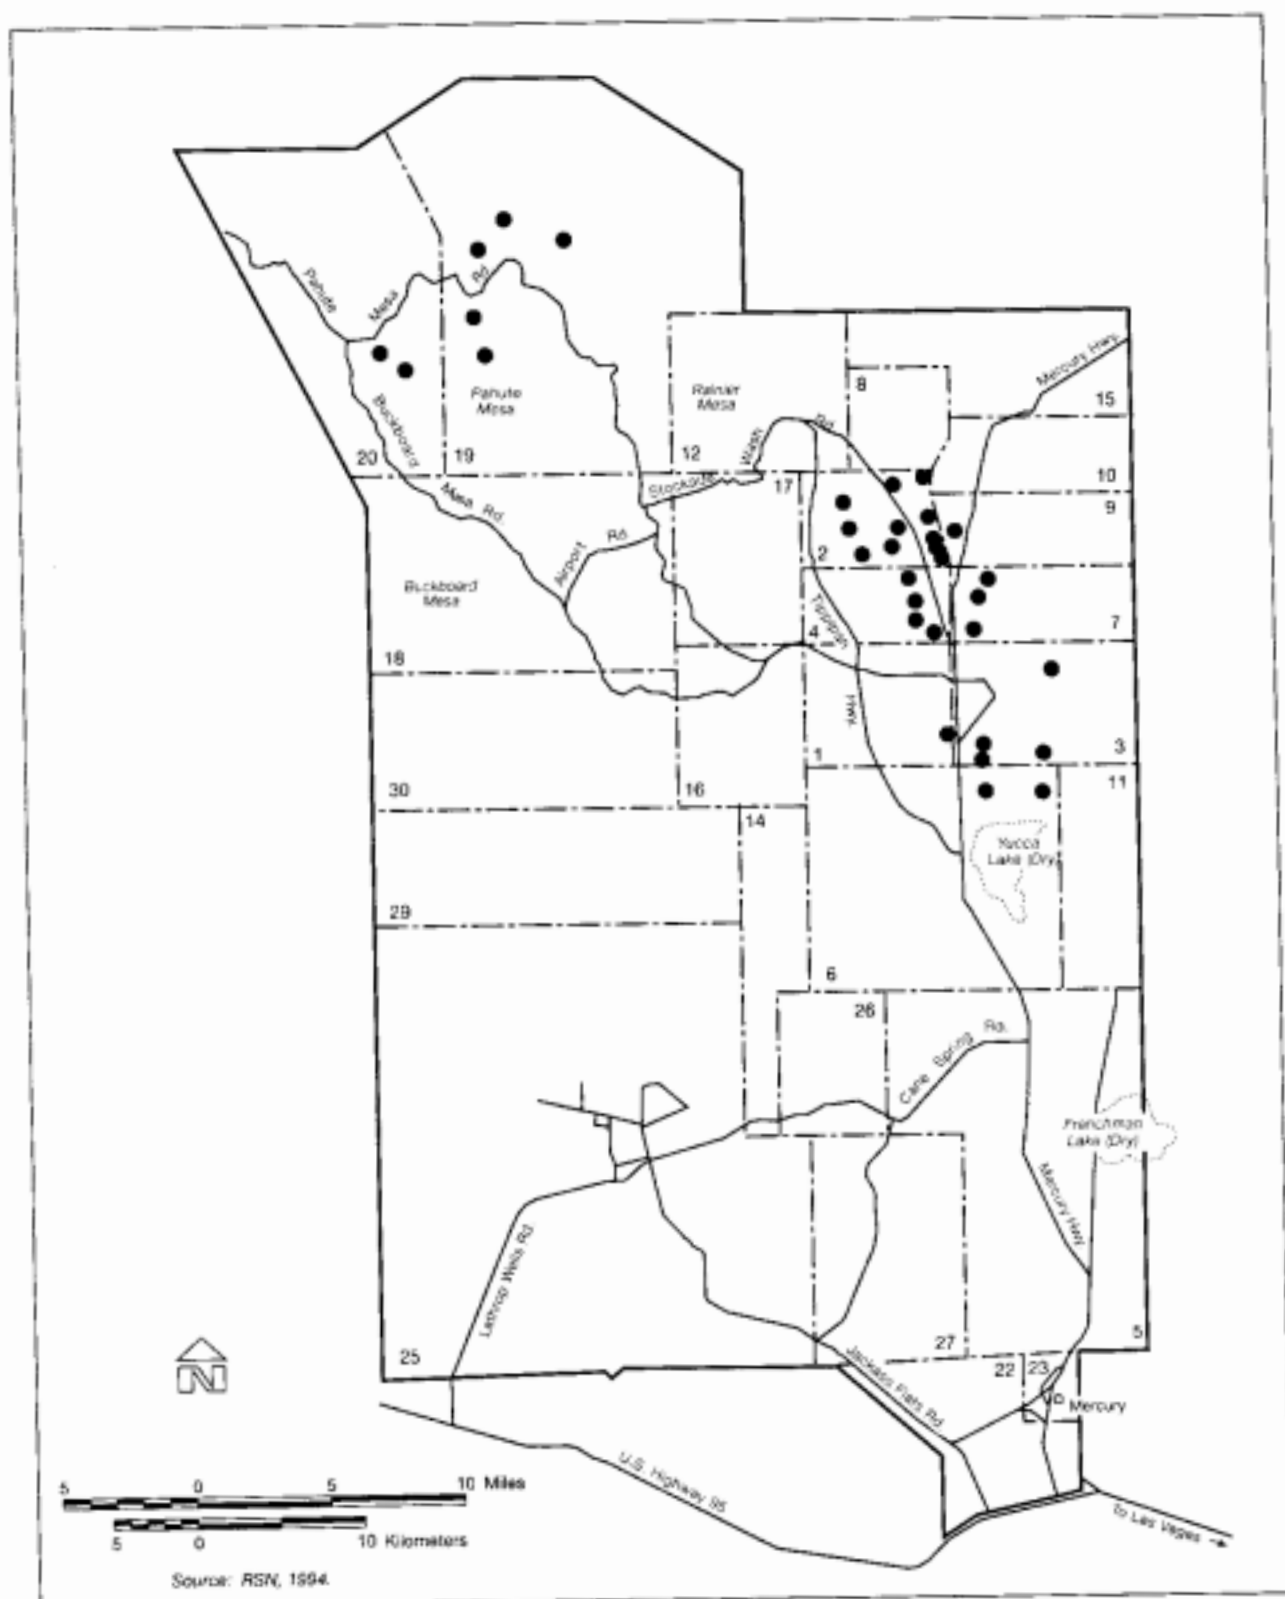 Pahute
Mesa
Rd
Buckboard
Mesa Rd.
Pahute
Mesa
Rainier
Mesa
8
Mercury Hwy.
15
20
19
12
Stockade
Wash
Rd
17
10
9
2
Airport Rd
Buckboard
Mesa
Tippipah
Hwy.
4
7
18
30
16
1
3
11
14
Yucca
Lake (Dry)
29
6
26
Cane Spring Rd.
Frenchman
Lake (Dry)
Mercury Hwy
Lathrop Wells Rd
25
27
5
22
23
Jackass Flats Rd
Mercury
U.S. Highway 95
To Las Vegas
N
5 0 5 10 Miles
5 0 10 Kilometers
Source: RSN, 1994.